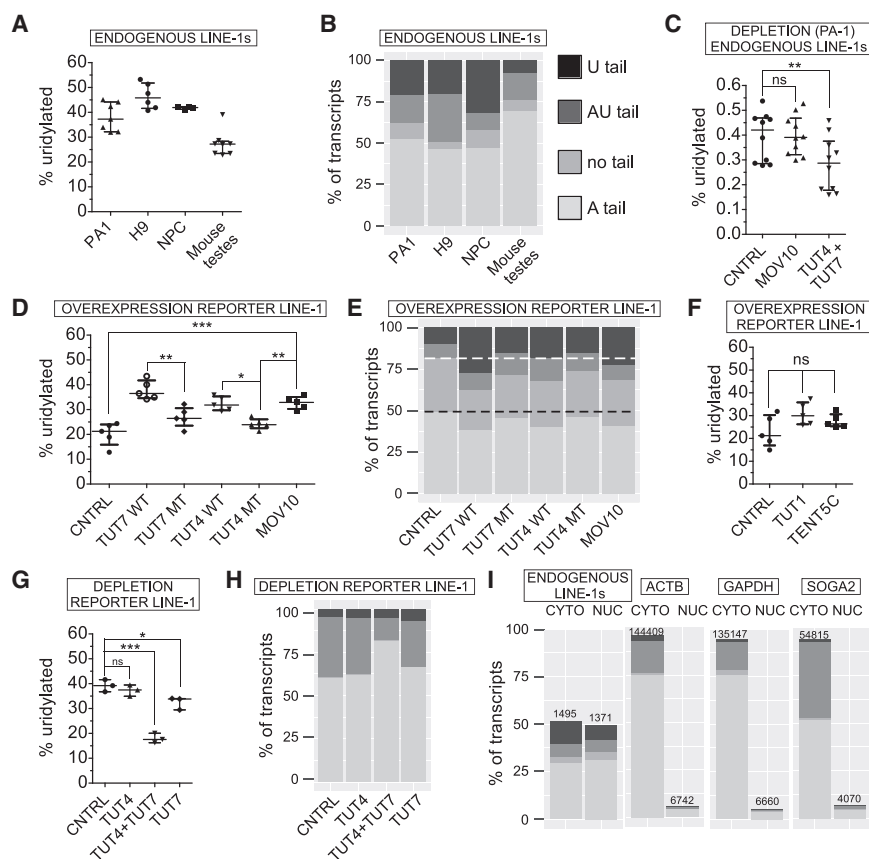 A
ENDOGENOUS LINE-1s
% uridylated
60
50
40
30
20
10
0
PA1
H9
NPC
Mouse
testes
B
ENDOGENOUS LINE-1s
% of transcripts
100
75
50
25
0
PA1
H9
NPC
Mouse
testes
U tail
AU tail
no tail
A tail
C
DEPLETION (PA-1)
ENDOGENOUS LINE-1s
**
ns
% uridylated
0.6
0.5
0.4
0.3
0.2
0.1
0.0
CNTRL
MOV10
TUT4 +
TUT7
D
OVEREXPRESSION REPORTER LINE-1
***
**
*
**
% uridylated
60
50
40
30
20
10
0
CNTRL
TUT7 WT
TUT7 MT
TUT4 WT
TUT4 MT
MOV10
E
OVEREXPRESSION REPORTER LINE-1
% of transcripts
100
75
50
25
0
CNTRL
TUT7 WT
TUT7 MT
TUT4 WT
TUT4 MT
MOV10
F
OVEREXPRESSION
REPORTER LINE-1
ns
% uridylated
60
50
40
30
20
10
0
CNTRL
TUT1
TENT5C
G
DEPLETION
REPORTER LINE-1
*
***
ns
% uridylated
60
50
40
30
20
10
0
CNTRL
TUT4
TUT4+TUT7
TUT7
H
DEPLETION REPORTER LINE-1
% of transcripts
100
75
50
25
0
CNTRL
TUT4
TUT4+TUT7
TUT7
I
ENDOGENOUS
LINE-1s
ACTB
GAPDH
SOGA2
CYTO NUC
CYTO NUC
CYTO NUC
CYTO NUC
% of transcripts
100
75
50
25
0
1495
1371
144409
6742
135147
6660
54815
4070